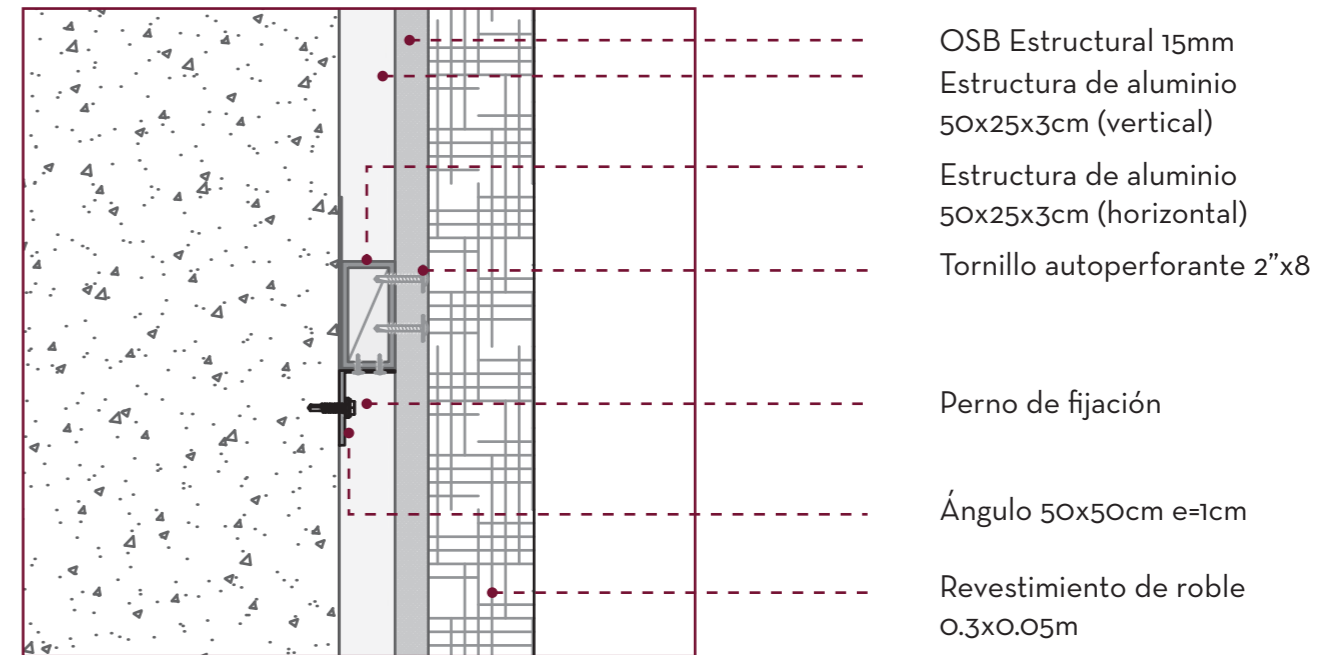 OSB Estructural 15mm
Estructura de aluminio
50x25x3cm (vertical)
Estructura de aluminio
50x25x3cm (horizontal)
Tornillo autoperforante 2”x8
Perno de fijación
Ángulo 50x50cm e=1cm
Revestimiento de roble
0.3x0.05m